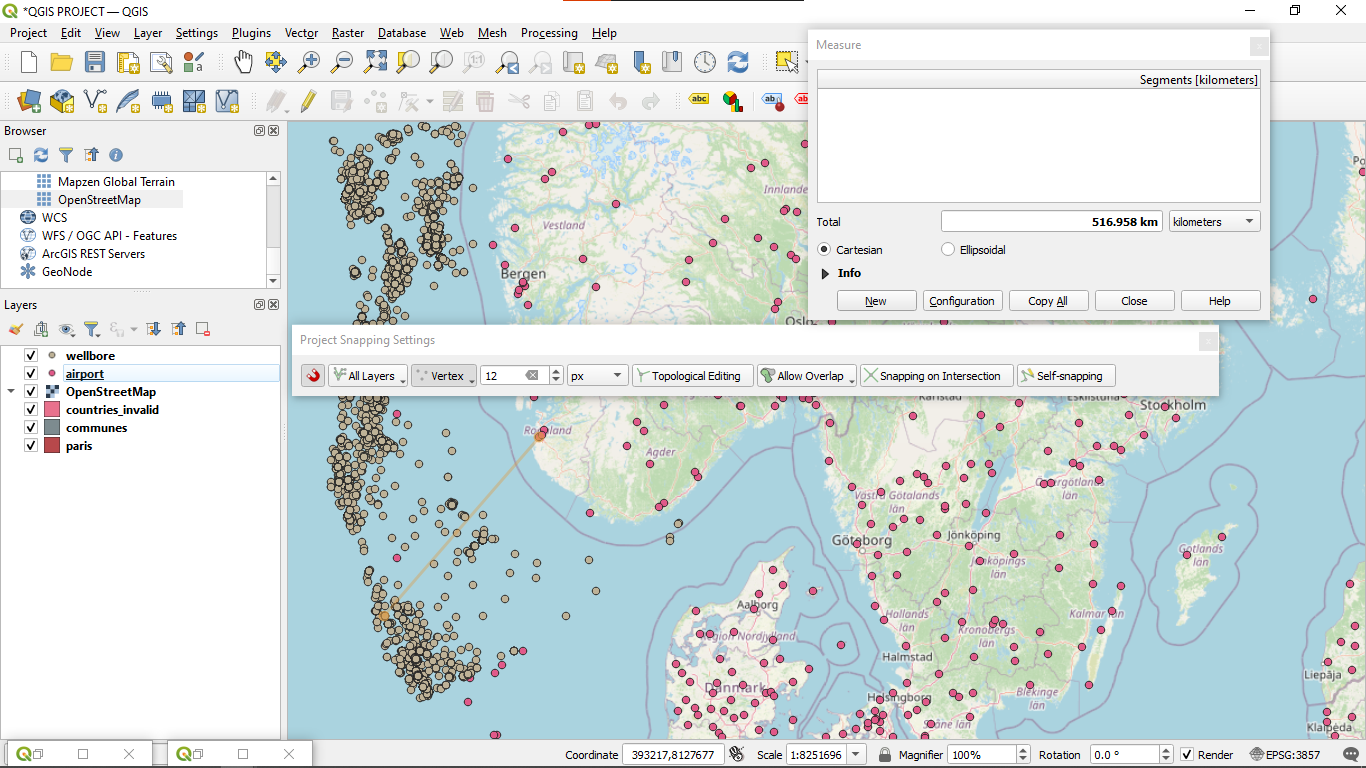 *QGIS PROJECT — QGIS
Project Edit View Layer Settings Plugins Vector Raster Database Web Mesh Processing Help
Measure
Segments [kilometers]
Total 516.958 km kilometers
Cartesian Ellipsoidal
Info
New Configuration Copy All Close Help
abc ab
Browser
Mapzen Global Terrain
OpenStreetMap
WCS
WFS / OGC API - Features
ArcGIS REST Servers
GeoNode
Layers
wellbore
airport
OpenStreetMap
countries_invalid
communes
paris
Innlande
Vestland
Bergen
Oslo
Project Snapping Settings
All Layers Vertex 12 px Topological Editing Allow Overlap Snapping on Intersection Self-snapping
Karlstad
Eskilstuna
Stockholm
Rogaland
Agder
Västra Götalands
län
Östergötlands
län
Göteborg
Jönköping
Jönköpings
län
Gotlands
län
Aalborg
Region Nordjylland
Hallands
län
Kronobergs
län
Kalmar län
Halmstad
Danmark
Helsingborg
Blekinge
län
Skåne
län
Liepāja
Klaipėda
Coordinate 393217,8127677 Scale 1:8251696 Magnifier 100% Rotation 0.0 ° Render EPSG:3857